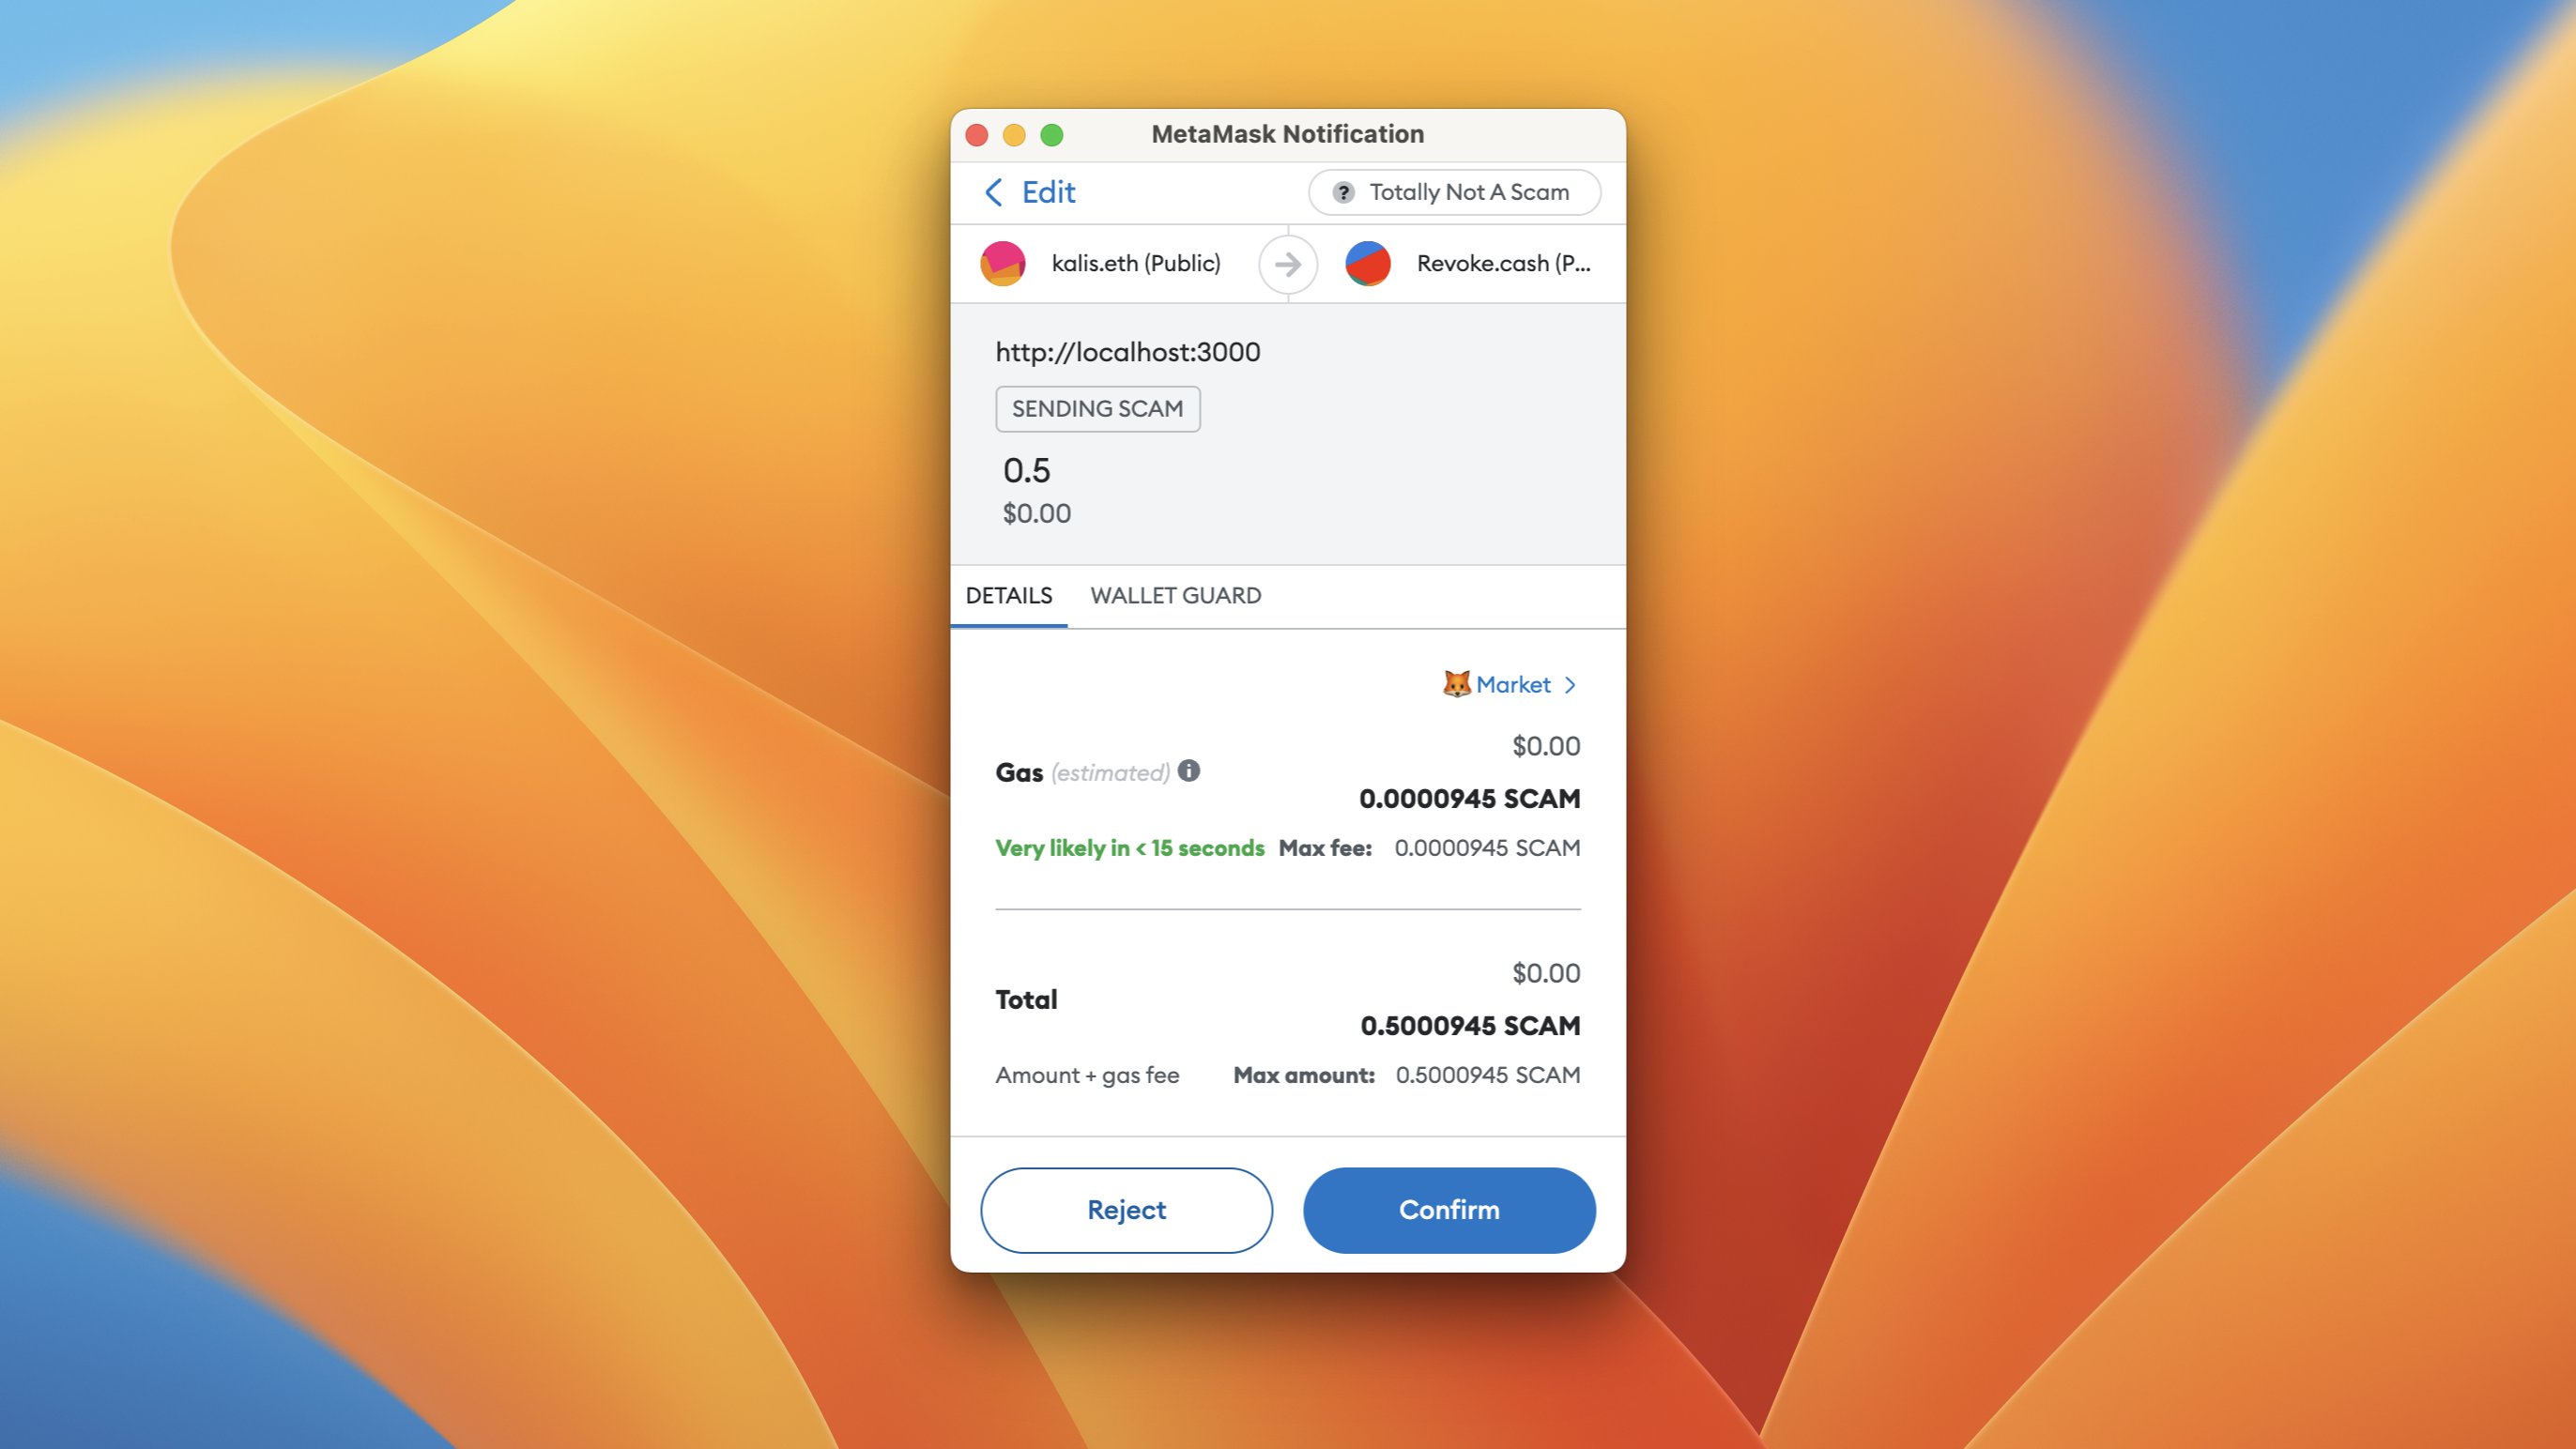 MetaMask Notification
Edit
? Totally Not A Scam
kalis.eth (Public)
Revoke.cash (P...
http://localhost:3000
SENDING SCAM
0.5
$0.00
DETAILS WALLET GUARD
Market
$0.00
Gas (estimated)
0.0000945 SCAM
Very likely in < 15 seconds Max fee: 0.0000945 SCAM
$0.00
Total
0.5000945 SCAM
Amount + gas fee Max amount: 0.5000945 SCAM
Reject Confirm